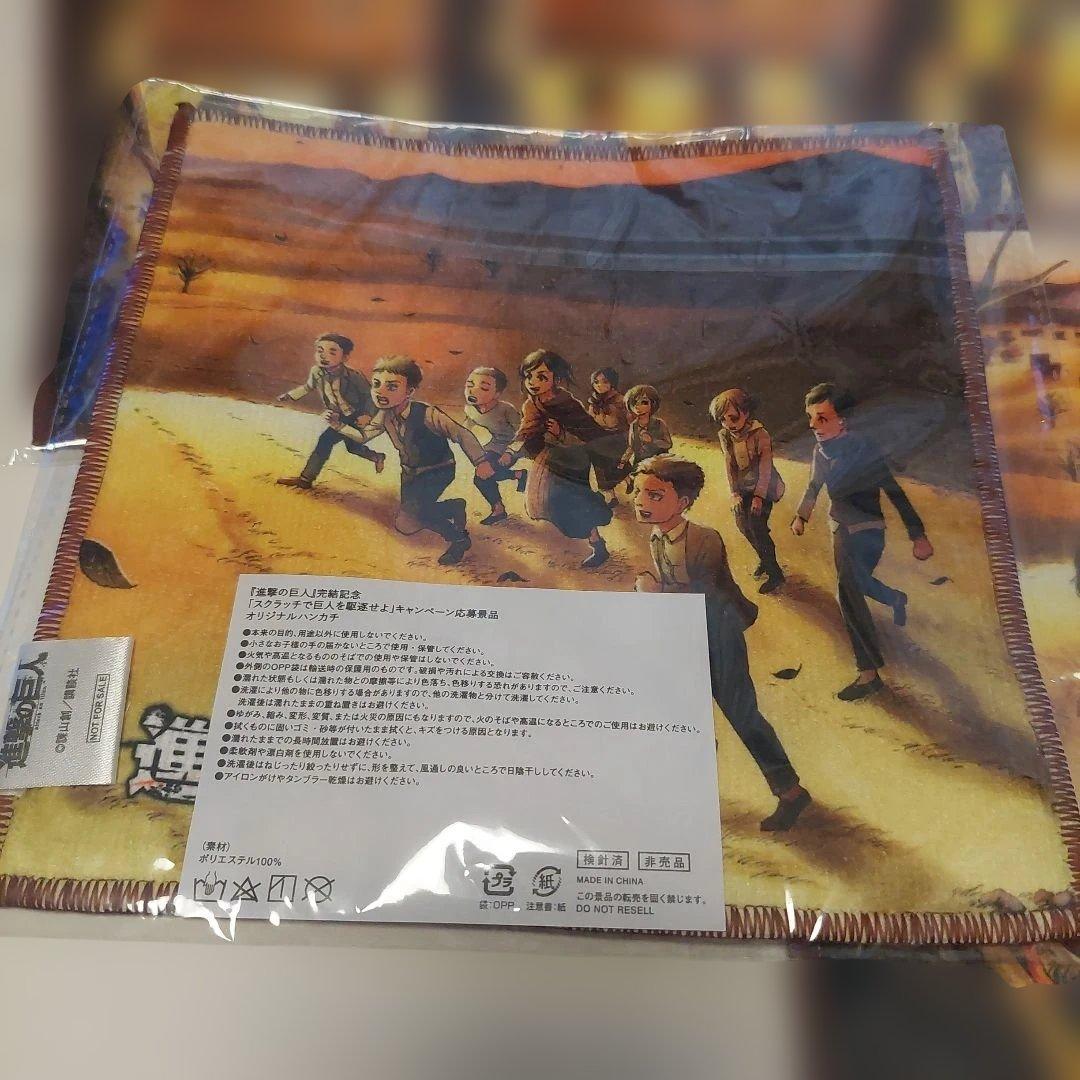 『進撃の巨人』完結記念
「スクラッチで巨人を駆逐せよ」キャンペーン応募景品
オリジナルハンカチ
●本来の目的、用途以外に使用しないでください。
●小さなお子様の手の届かないところで使用・保管してください。
●火気や高温となるもののそばでの使用や保管はしないでください。
●外側のOPP袋は輸送時の保護用のものです。破損や汚れによる交換はご容赦ください。
●濡れた状態もしくは濡れた物との摩擦等により色落ち、色移りする恐れがありますので、ご注意ください。
●洗濯により他の物に色移りする場合がありますので、他の洗濯物と分けて洗濯してください。
洗濯後は濡れたままの重ね置きはお避けください。
●ゆがみ、縮み、変形、変質、または火災の原因にもなりますので、火のそばや高温になるところでのご使用はお避けください。
●拭くものに固いゴミ・砂等が付いたまま拭くと、キズをつける原因となります。
●濡れたままでの長時間放置はお避けください。
●柔軟剤や漂白剤を使用しないでください。
●洗濯後はねじったり絞ったりせずに、形を整えて、風通しの良いところで日陰干ししてください。
●アイロンがけやタンブラー乾燥はお避けください。
(素材)
ポリエステル100%
プラ
袋:OPP
紙
注意書:紙
検針済
非売品
MADE IN CHINA
この景品の転売を固く禁じます。
DO NOT RESELL
進撃の巨人
©諫山創/講談社
NOT FOR SALE
進